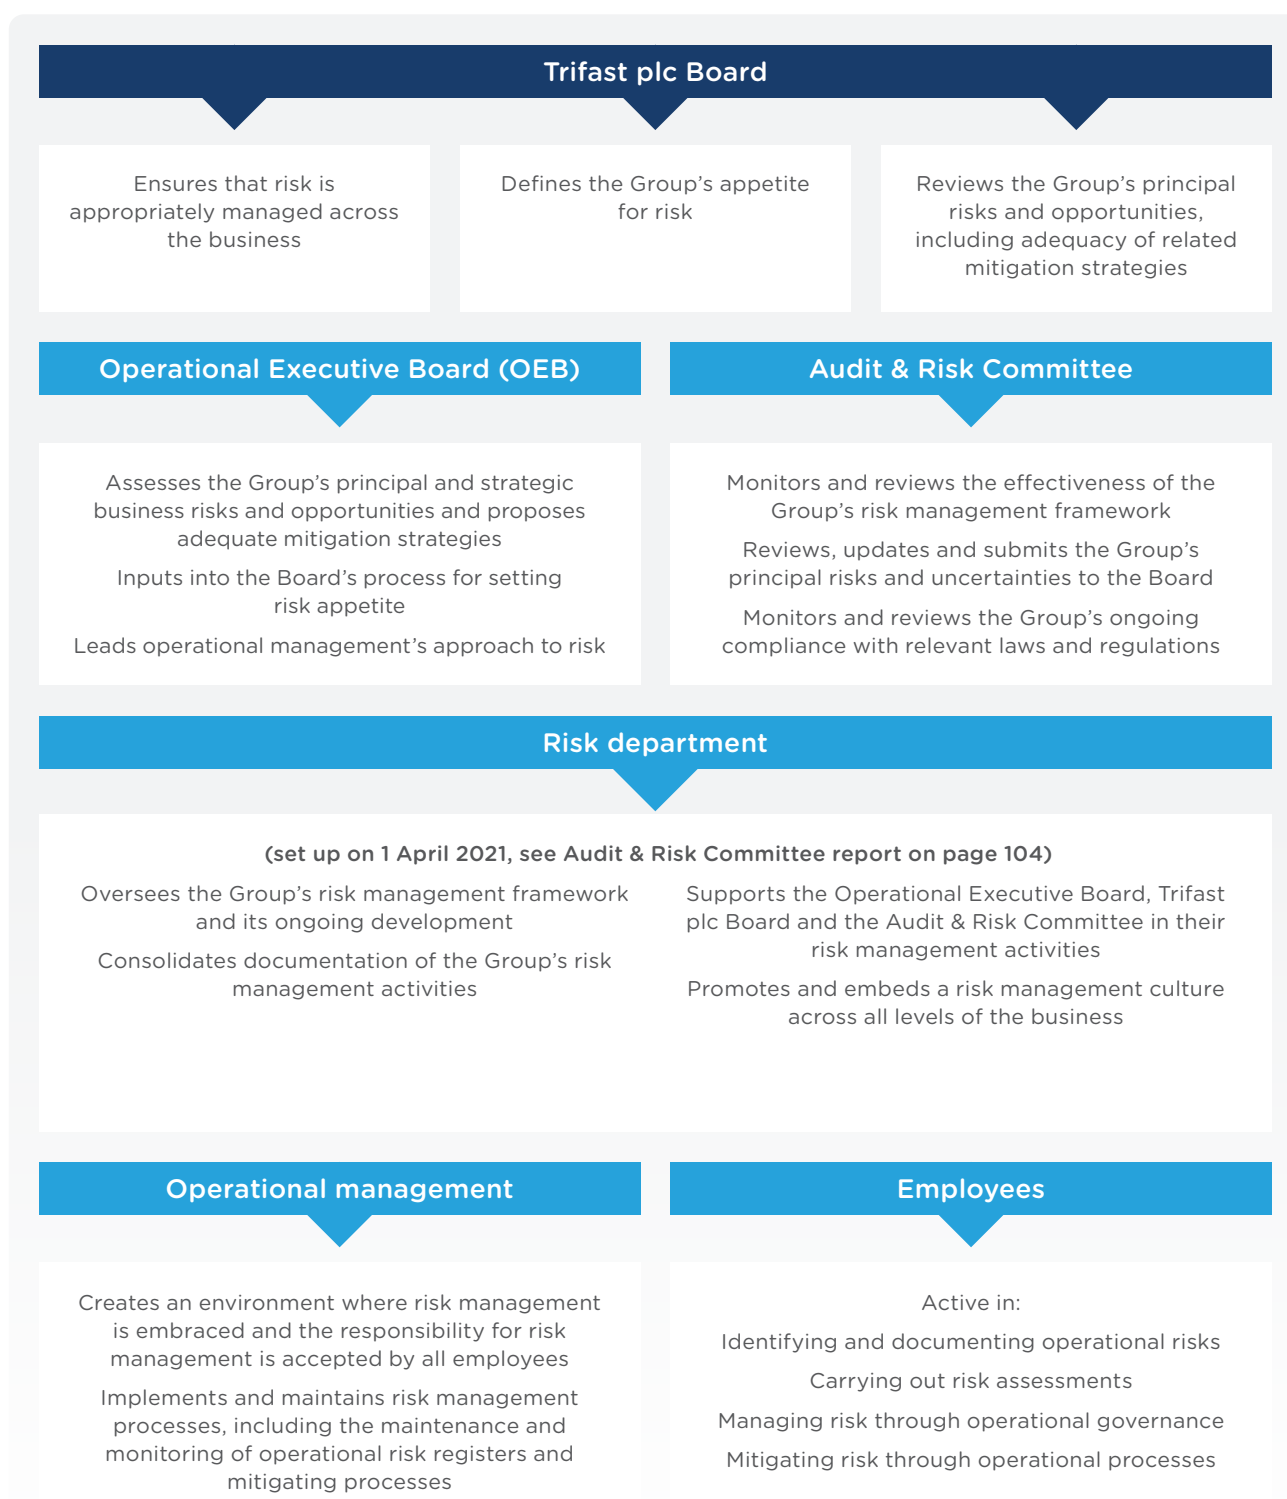 Trifast plc Board
Ensures that risk is
appropriately managed across
the business
Defines the Group’s appetite
for risk
Reviews the Group’s principal
risks and opportunities,
including adequacy of related
mitigation strategies
Operational Executive Board (OEB)
Assesses the Group’s principal and strategic
business risks and opportunities and proposes
adequate mitigation strategies
Inputs into the Board’s process for setting
risk appetite
Leads operational management’s approach to risk
Audit & Risk Committee
Monitors and reviews the effectiveness of the
Group’s risk management framework
Reviews, updates and submits the Group’s
principal risks and uncertainties to the Board
Monitors and reviews the Group’s ongoing
compliance with relevant laws and regulations
Risk department
(set up on 1 April 2021, see Audit & Risk Committee report on page 104)
Oversees the Group’s risk management framework
and its ongoing development
Consolidates documentation of the Group’s risk
management activities
Supports the Operational Executive Board, Trifast
plc Board and the Audit & Risk Committee in their
risk management activities
Promotes and embeds a risk management culture
across all levels of the business
Operational management
Creates an environment where risk management
is embraced and the responsibility for risk
management is accepted by all employees
Implements and maintains risk management
processes, including the maintenance and
monitoring of operational risk registers and
mitigating processes
Employees
Active in:
Identifying and documenting operational risks
Carrying out risk assessments
Managing risk through operational governance
Mitigating risk through operational processes